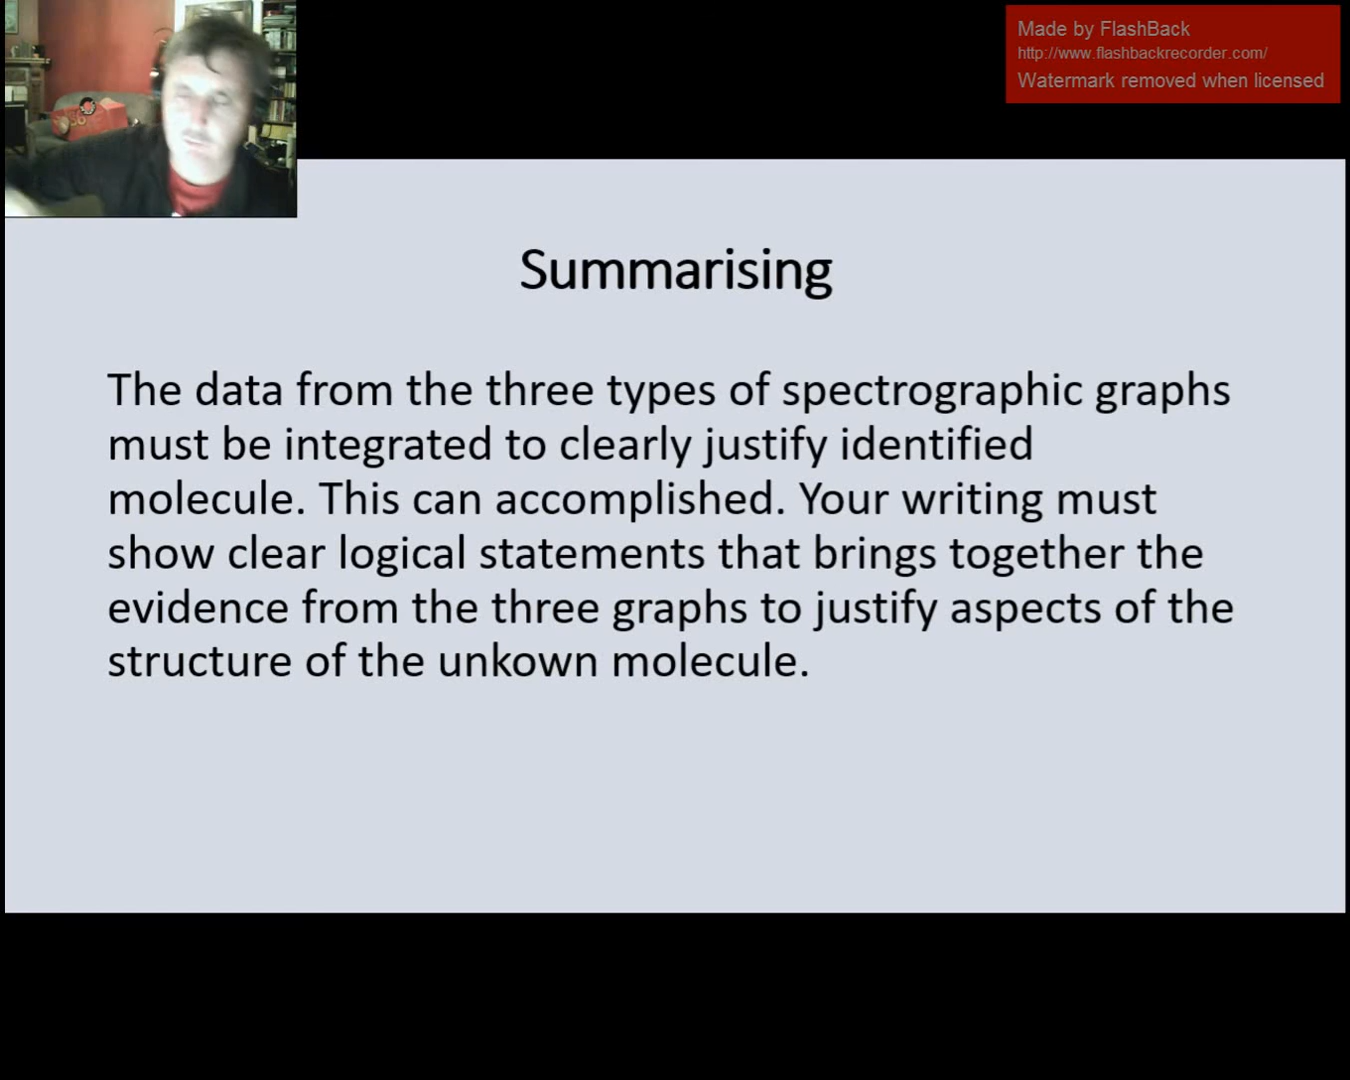 Made by FlashBack
http://www.flashbackrecorder.com/
Watermark removed when licensed
Summarising
The data from the three types of spectrographic graphs
must be integrated to clearly justify identified
molecule. This can accomplished. Your writing must
show clear logical statements that brings together the
evidence from the three graphs to justify aspects of the
structure of the unkown molecule.